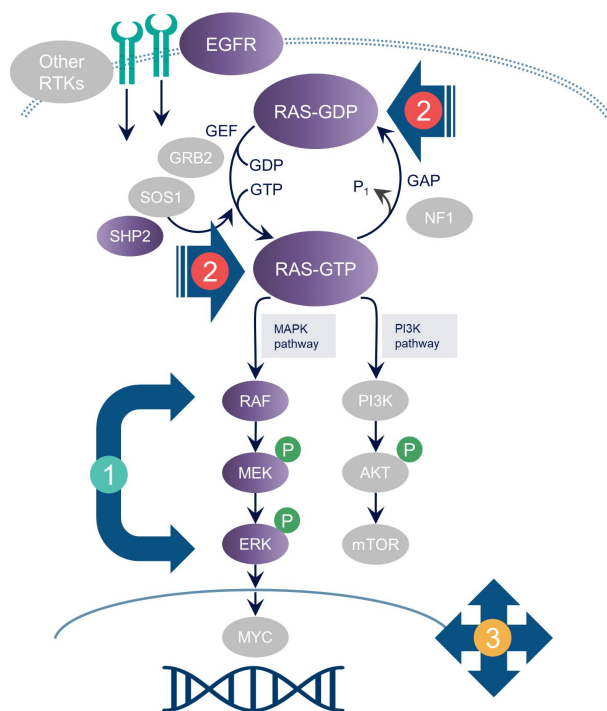 EGFR
Other
RTKs
RAS-GDP
2
GEF
GRB2
GDP
GAP
SOS1
GTP
P1
NF1
SHP2
2
RAS-GTP
MAPK
pathway
PI3K
pathway
RAF
PI3K
P
P
MEK
AKT
1
P
ERK
mTOR
MYC
3